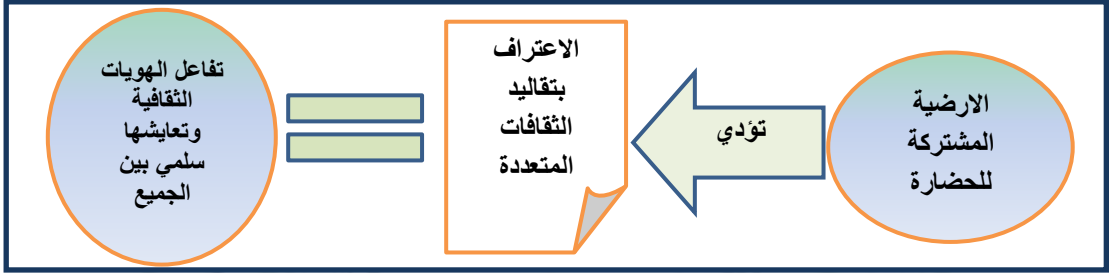 الارضية
المشتركة
للحضارة
تؤدي
الاعتراف
بتقاليد
الثقافات
المتعددة
تفاعل الهويات
الثقافية
وتعايشها
سلمي بين
الجميع